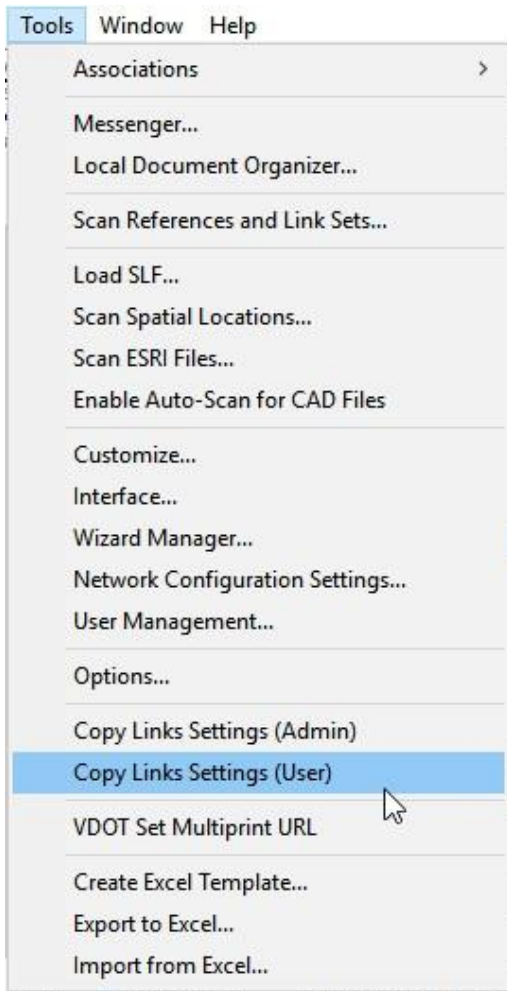 Tools Window Help
Associations >
Messenger...
Local Document Organizer...
Scan References and Link Sets...
Load SLF...
Scan Spatial Locations...
Scan ESRI Files...
Enable Auto-Scan for CAD Files
Customize...
Interface...
Wizard Manager...
Network Configuration Settings...
User Management...
Options...
Copy Links Settings (Admin)
Copy Links Settings (User)
VDOT Set Multiprint URL
Create Excel Template...
Export to Excel...
Import from Excel...